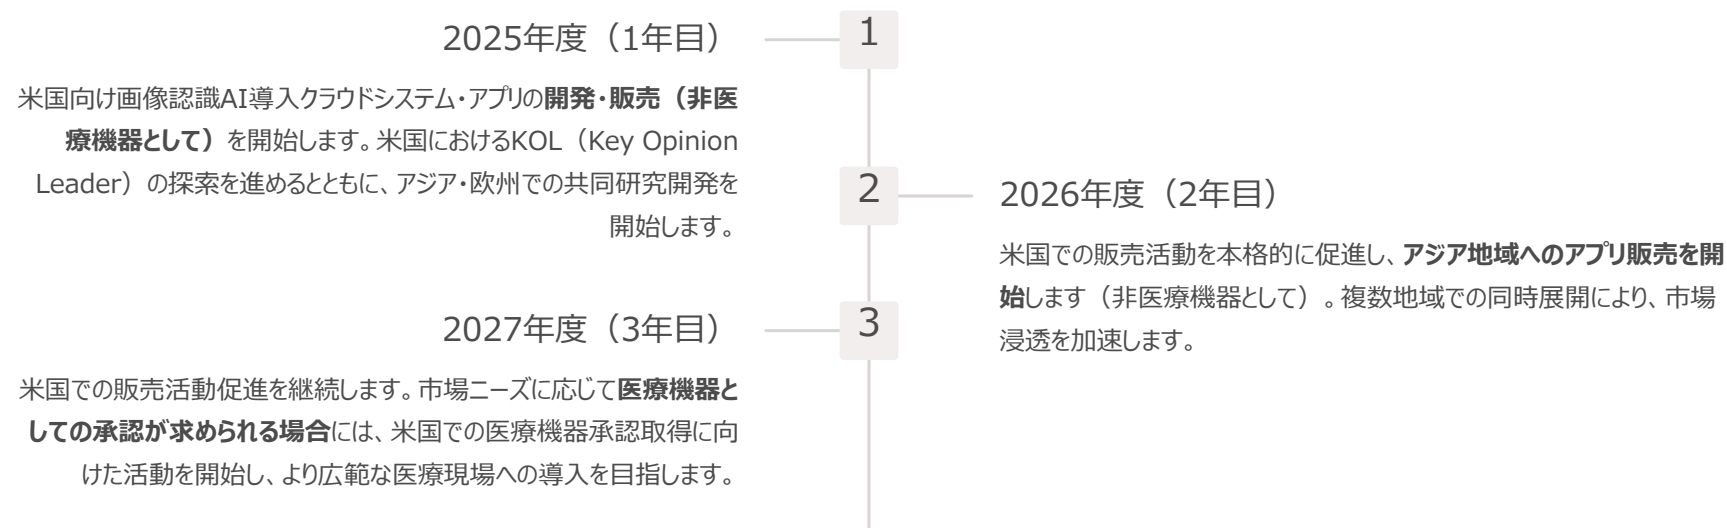 1
2025年度（1年目）
米国向け画像認識AI導入クラウドシステム・アプリの開発・販売（非医
療機器として）を開始します。米国におけるKOL（Key Opinion
Leader）の探索を進めるとともに、アジア・欧州での共同研究開発を
開始します。
2
2026年度（2年目）
米国での販売活動を本格的に促進し、アジア地域へのアプリ販売を開
始します（非医療機器として）。複数地域での同時展開により、市場
浸透を加速します。
3
2027年度（3年目）
米国での販売活動促進を継続します。市場ニーズに応じて医療機器と
しての承認が求められる場合には、米国での医療機器承認取得に向
けた活動を開始し、より広範な医療現場への導入を目指します。